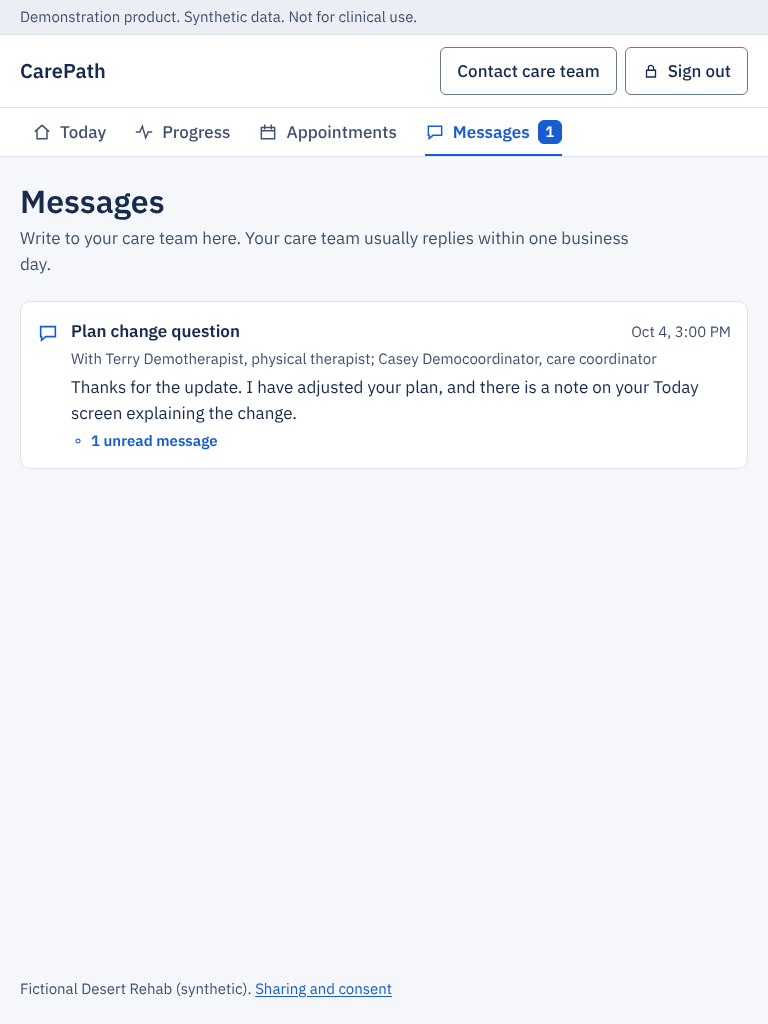 Demonstration product. Synthetic data. Not for clinical use.
CarePath
Contact care team
Sign out
Today
Progress
Appointments
Messages
1
Messages
Write to your care team here. Your care team usually replies within one business
day.
Plan change question
Oct 4, 3:00 PM
With Terry Demotherapist, physical therapist; Casey Democoordinator, care coordinator
Thanks for the update. I have adjusted your plan, and there is a note on your Today
screen explaining the change.
1 unread message
Fictional Desert Rehab (synthetic). Sharing and consent